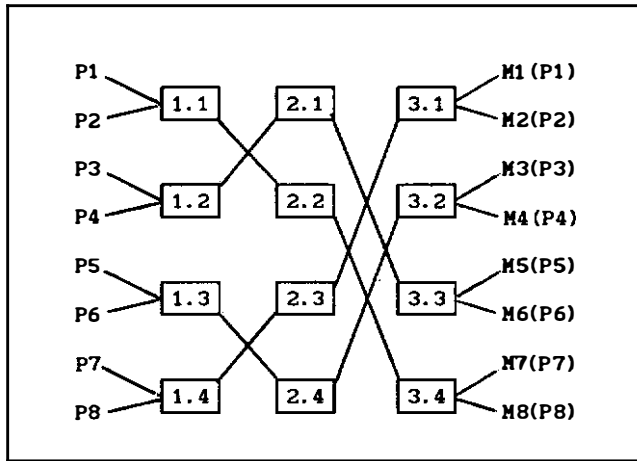 P1 M1(P1)
1.1 2.1 3.1
P2 M2(P2)
P3 M3(P3)
1.2 2.2 3.2
P4 M4(P4)
P5 M5(P5)
1.3 2.3 3.3
P6 M6(P6)
P7 M7(P7)
1.4 2.4 3.4
P8 M8(P8)